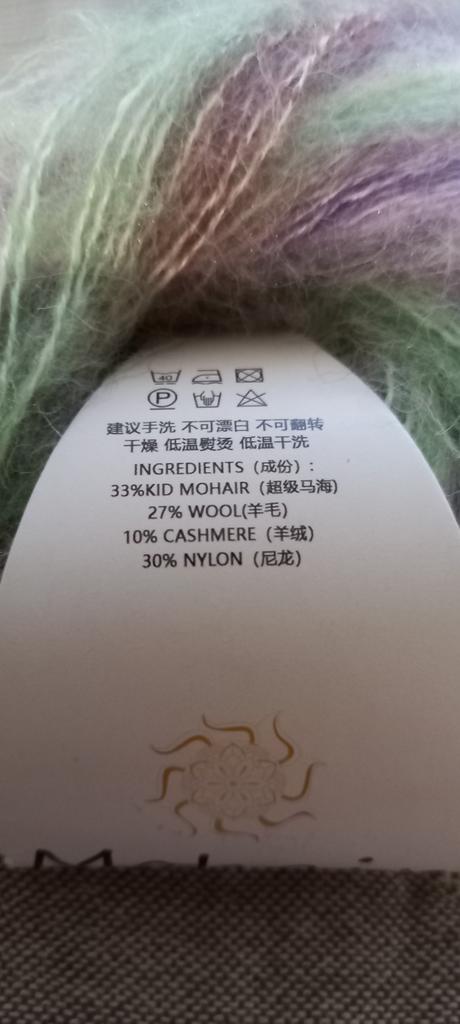 40
P
建议手洗 不可漂白 不可翻转
干燥 低温熨烫 低温干洗
INGREDIENTS（成份）:
33%KID MOHAIR（超级马海）
27% WOOL(羊毛)
10% CASHMERE（羊绒）
30% NYLON（尼龙）